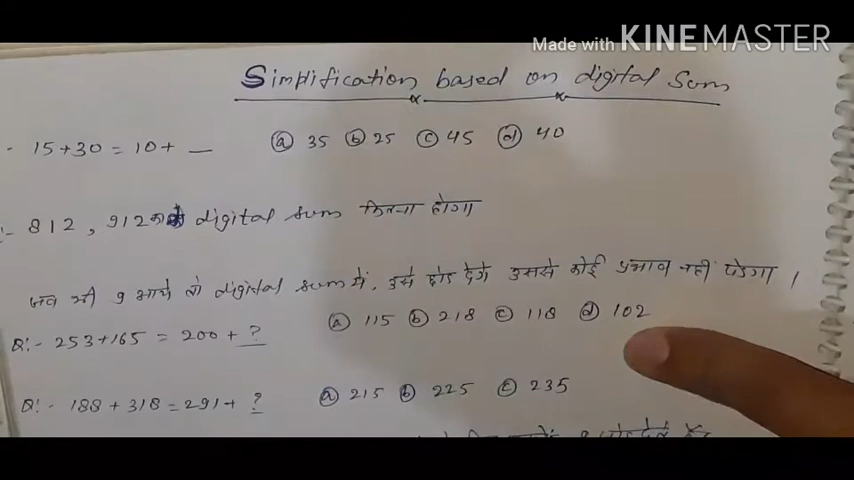 Made with KINEMASTER
Simplification based on digital Sum
- 15+30 = 10+ __ (a) 35 (b) 25 (c) 45 (d) 40
:- 812, 912 का digital sum कितना होगा
जब भी 9 आये तो digital sum में, उसे छोड़ देंगे उससे कोई प्रभाव नहीं पड़ेगा ।
Q:- 253+165 = 200 + ? (a) 115 (b) 218 (c) 118 (d) 102
Q!- 188 + 318 = 291 + ? (a) 215 (b) 225 (c) 235